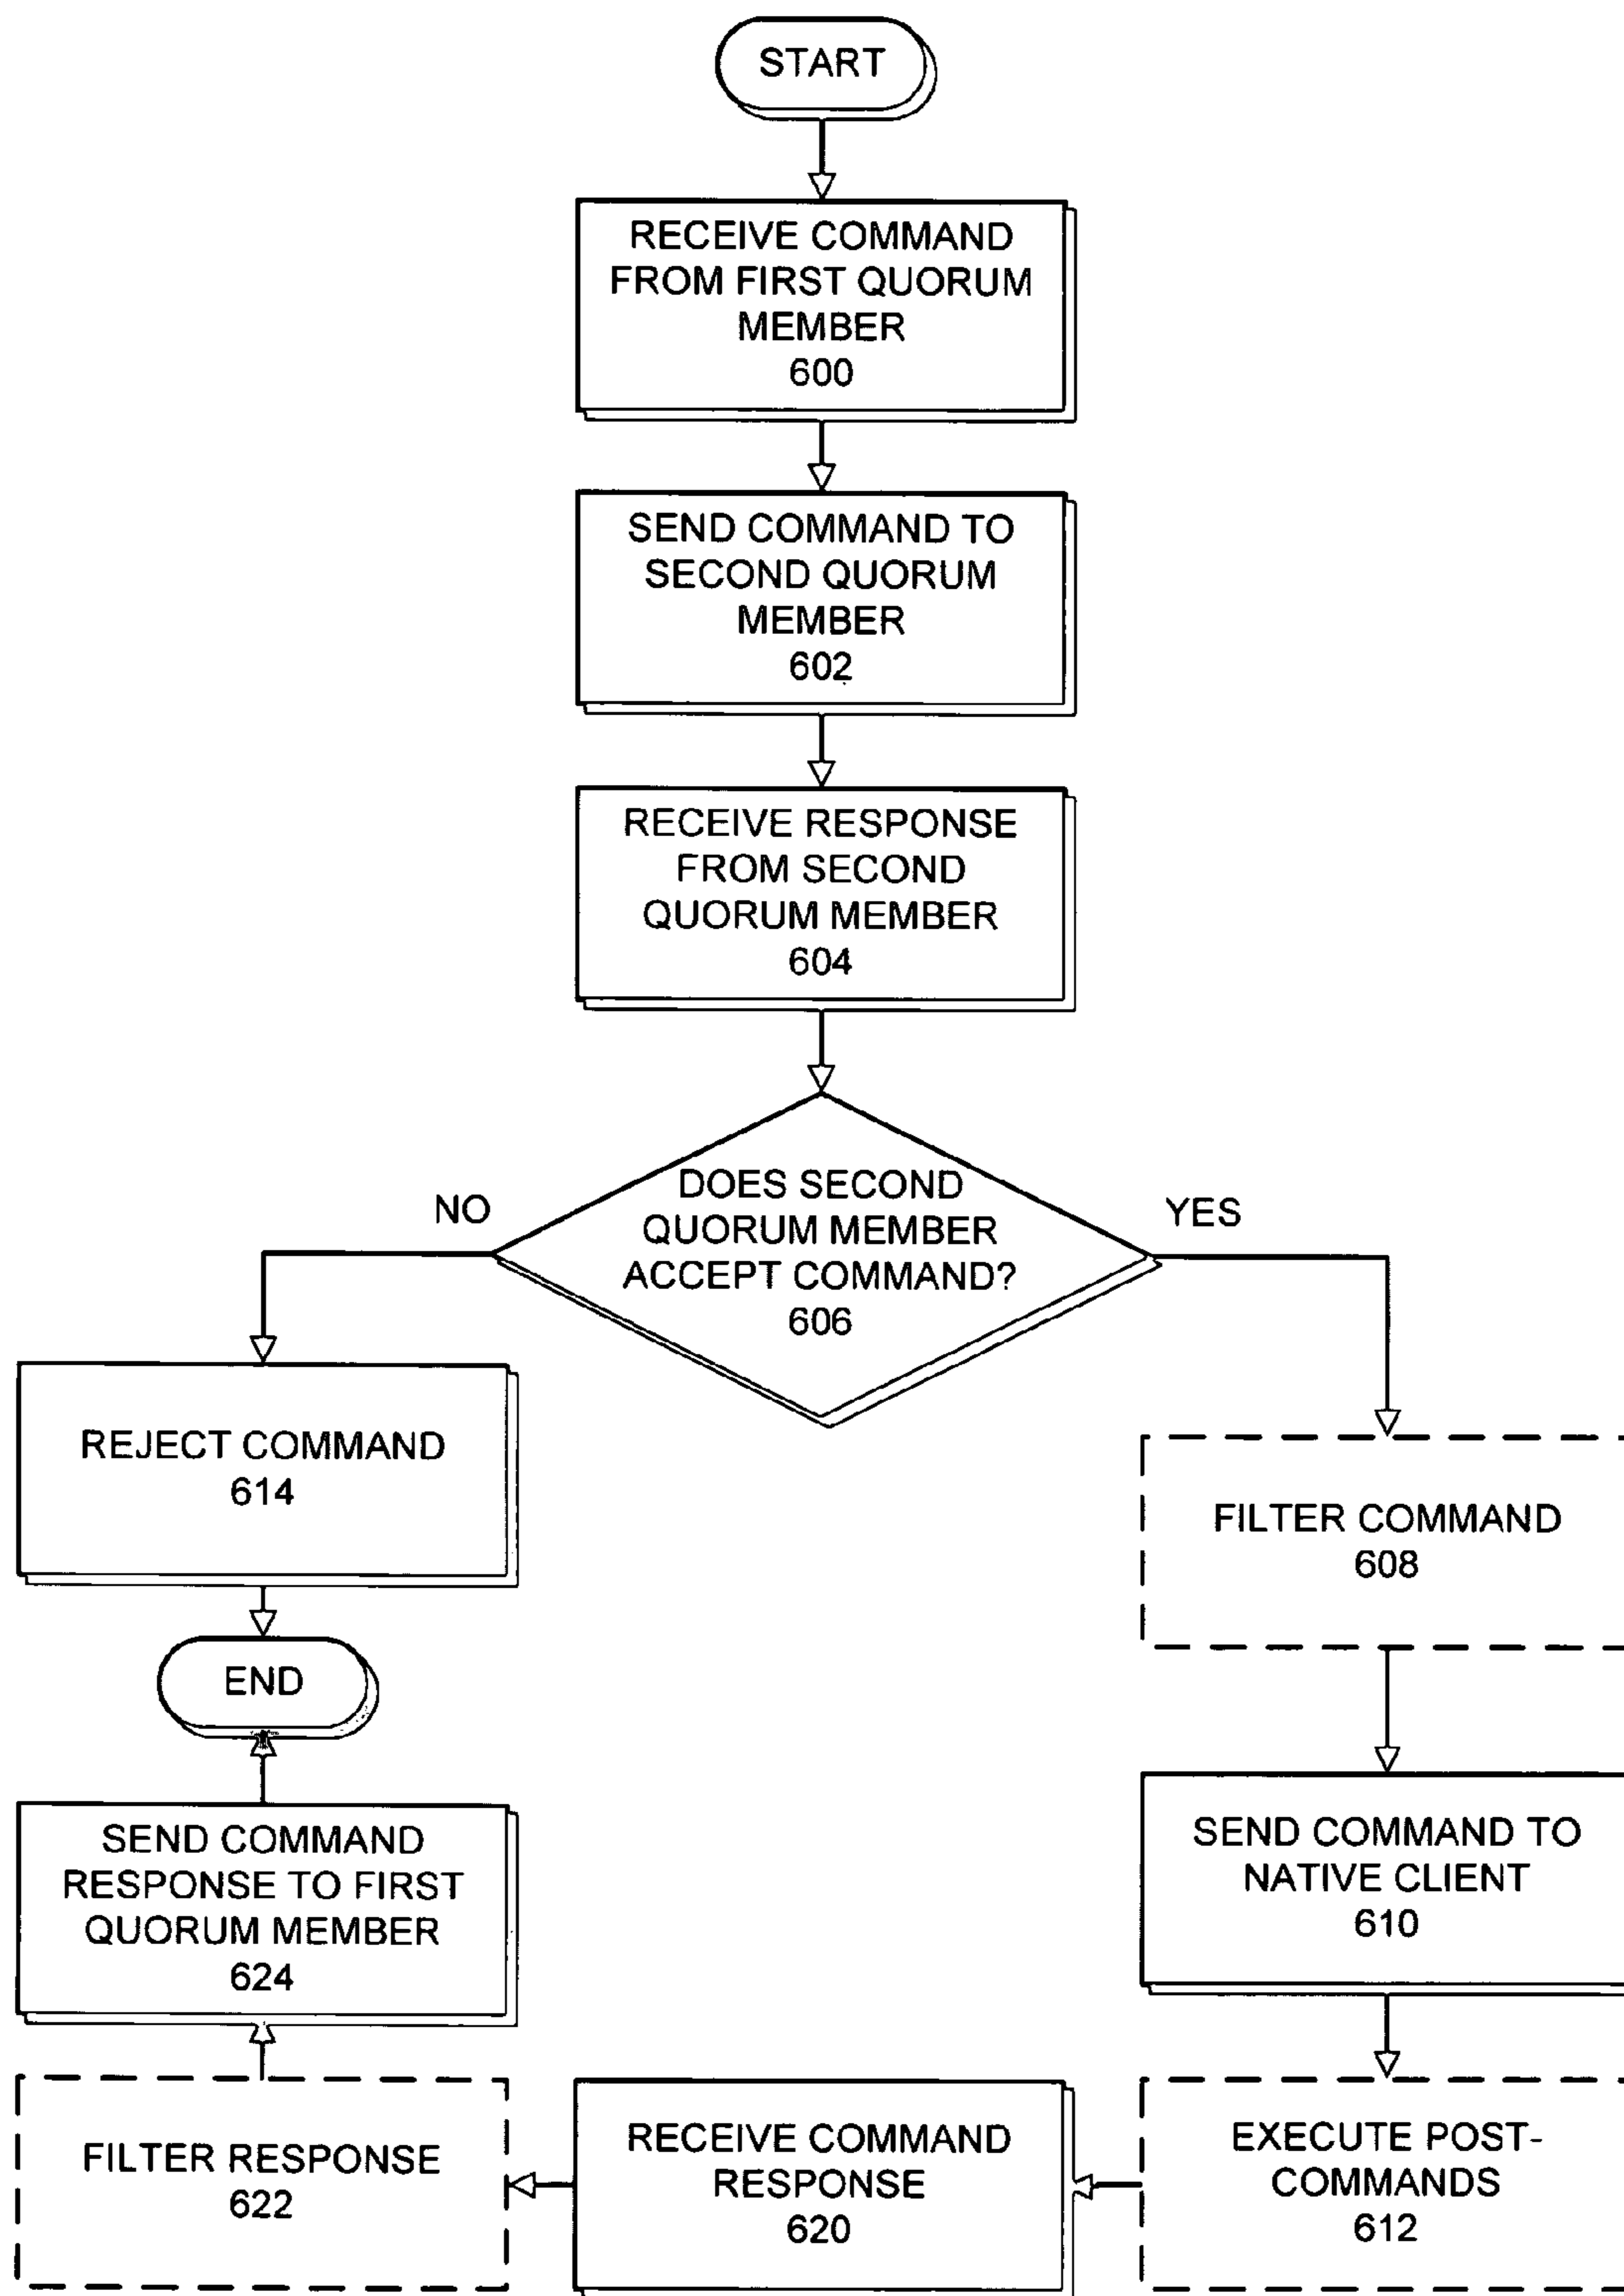 START
RECEIVE COMMAND
FROM FIRST QUORUM
MEMBER
600
SEND COMMAND TO
SECOND QUORUM
MEMBER
602
RECEIVE RESPONSE
FROM SECOND
QUORUM MEMBER
604
DOES SECOND
QUORUM MEMBER
ACCEPT COMMAND?
606
NO
YES
REJECT COMMAND
614
FILTER COMMAND
608
END
SEND COMMAND TO
NATIVE CLIENT
610
SEND COMMAND
RESPONSE TO FIRST
QUORUM MEMBER
624
EXECUTE POST-
COMMANDS
612
RECEIVE COMMAND
RESPONSE
620
FILTER RESPONSE
622